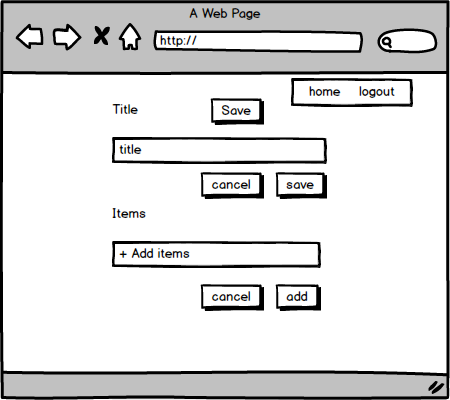 A Web Page
http://
home logout
Title Save
title
cancel save
Items
+ Add items
cancel add